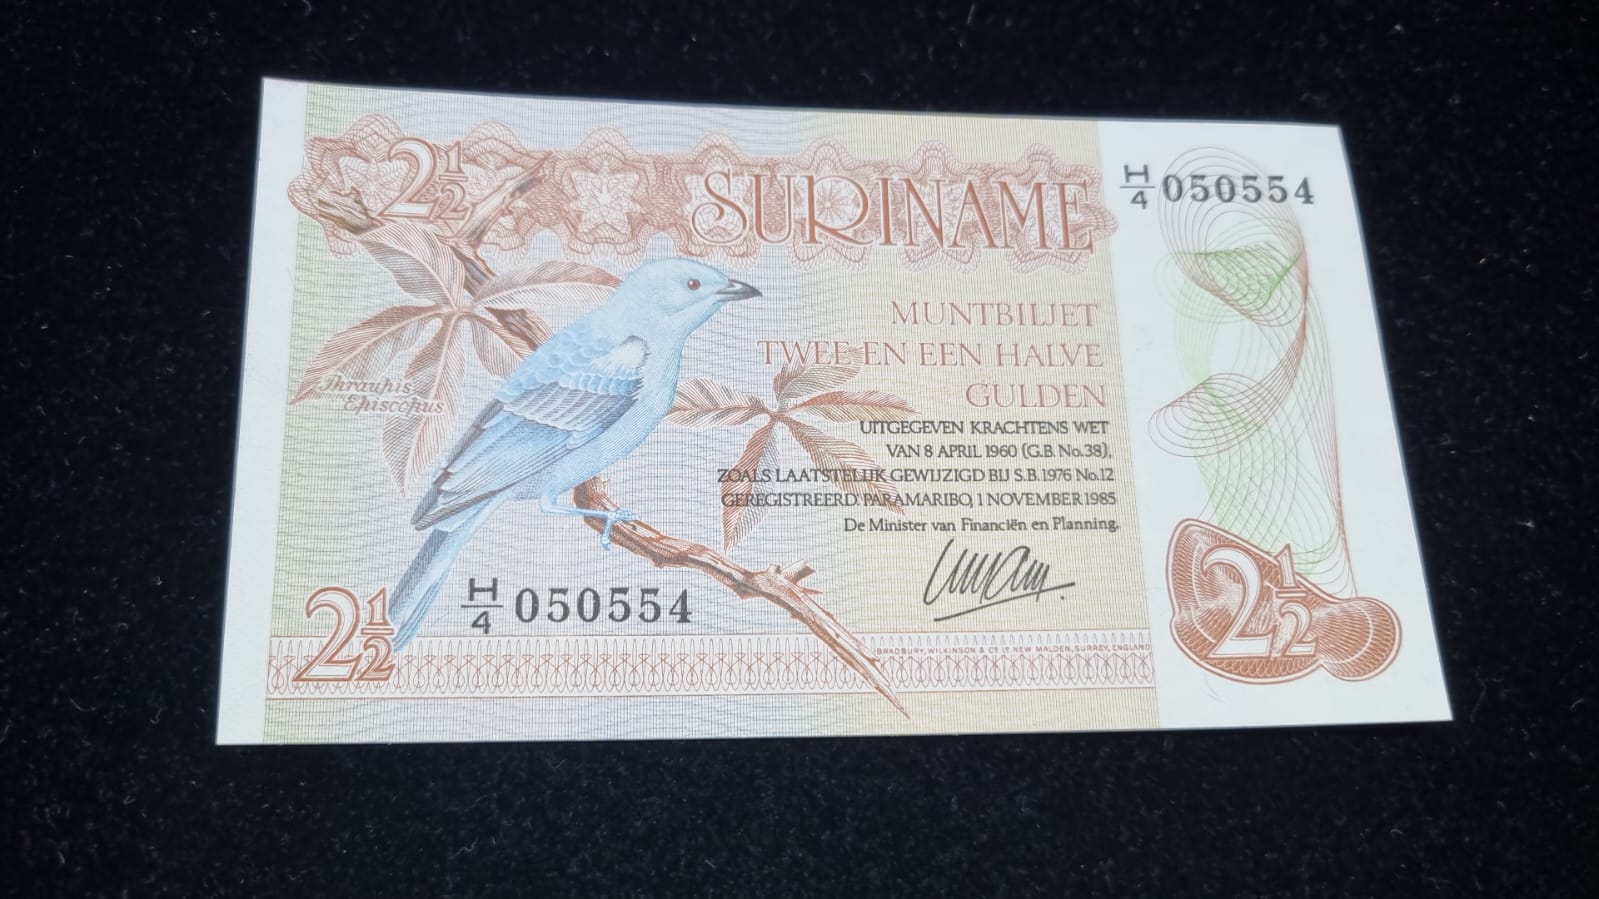 2½
SURINAME
H/4 050554
MUNTBILJET
TWEE EN EEN HALVE
GULDEN
Thraupis
Episcopus
UITGEGEVEN KRACHTENS WET
VAN 8 APRIL 1960 (G.B. No. 38),
ZOALS LAATSTELIJK GEWIJZIGD BIJ S.B. 1976 No. 12
GEREGISTREERD. PARAMARIBO, 1 NOVEMBER 1985
De Minister van Financiën en Planning.
2½
H/4 050554
2½
BRADBURY, WILKINSON & Cº Lº NEW MALDEN, SURREY, ENGLAND